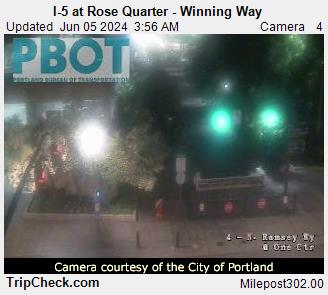 I-5 at Rose Quarter - Winning Way
Updated Jun 05 2024 3:56 AM Camera 4
PBOT
PORTLAND BUREAU OF TRANSPORTATION
4 - N. Ramsey Wy
@ One Ctr
Camera courtesy of the City of Portland
TripCheck.com Milepost302.00